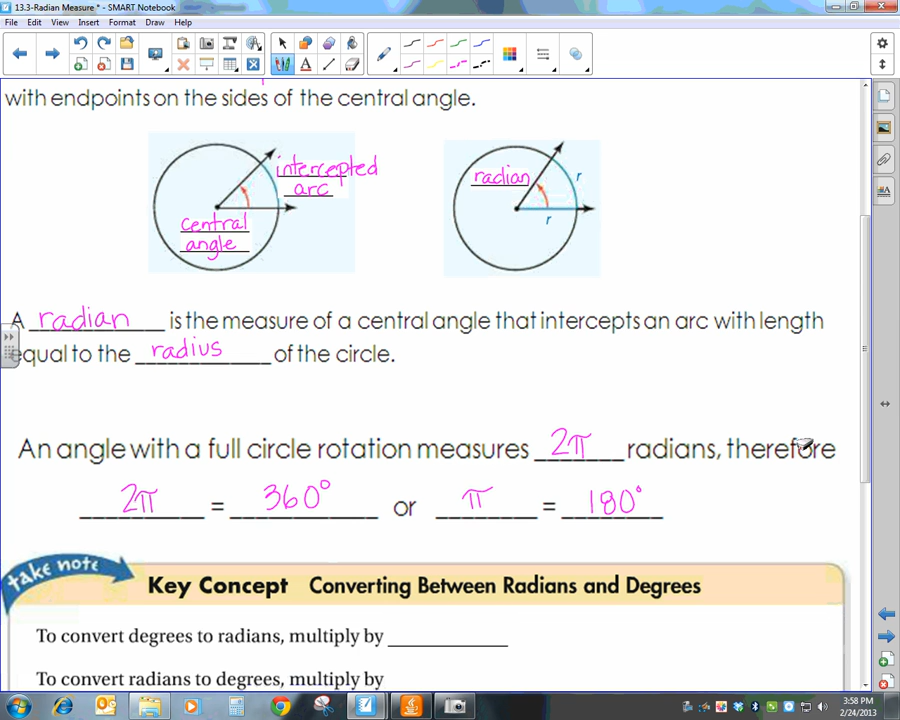 13.3-Radian Measure * - SMART Notebook
File Edit View Insert Format Tools Draw Help
with endpoints on the sides of the central angle.
intercepted
arc
central
angle
radian
r
r
A radian is the measure of a central angle that intercepts an arc with length
equal to the radius of the circle.
An angle with a full circle rotation measures 2π radians, therefore
2π = 360° or π = 180°
take note
Key Concept Converting Between Radians and Degrees
To convert degrees to radians, multiply by
To convert radians to degrees, multiply by
3:58 PM
2/24/2013